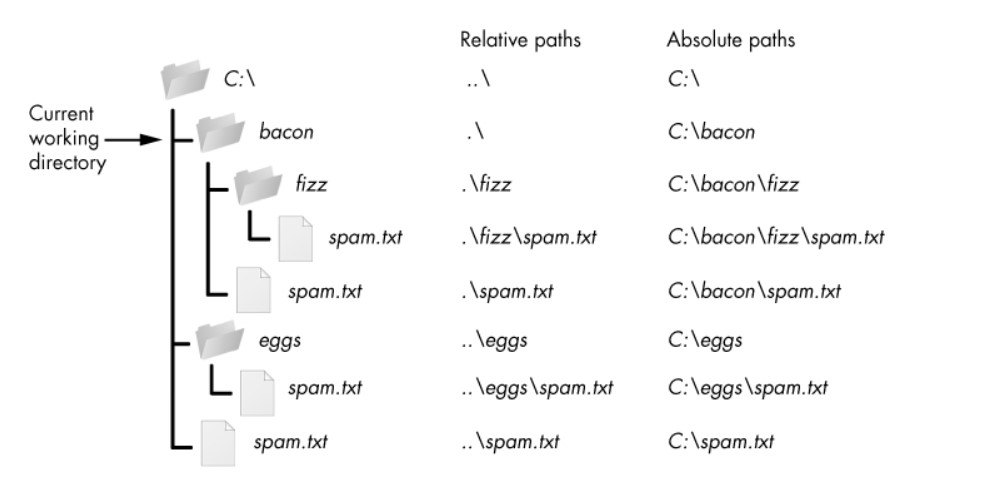 Relative paths Absolute paths
C:\ ..\ C:\
Current
working
directory
bacon .\ C:\bacon
fizz .\fizz C:\bacon\fizz
spam.txt .\fizz\spam.txt C:\bacon\fizz\spam.txt
spam.txt .\spam.txt C:\bacon\spam.txt
eggs ..\eggs C:\eggs
spam.txt ..\eggs\spam.txt C:\eggs\spam.txt
spam.txt ..\spam.txt C:\spam.txt